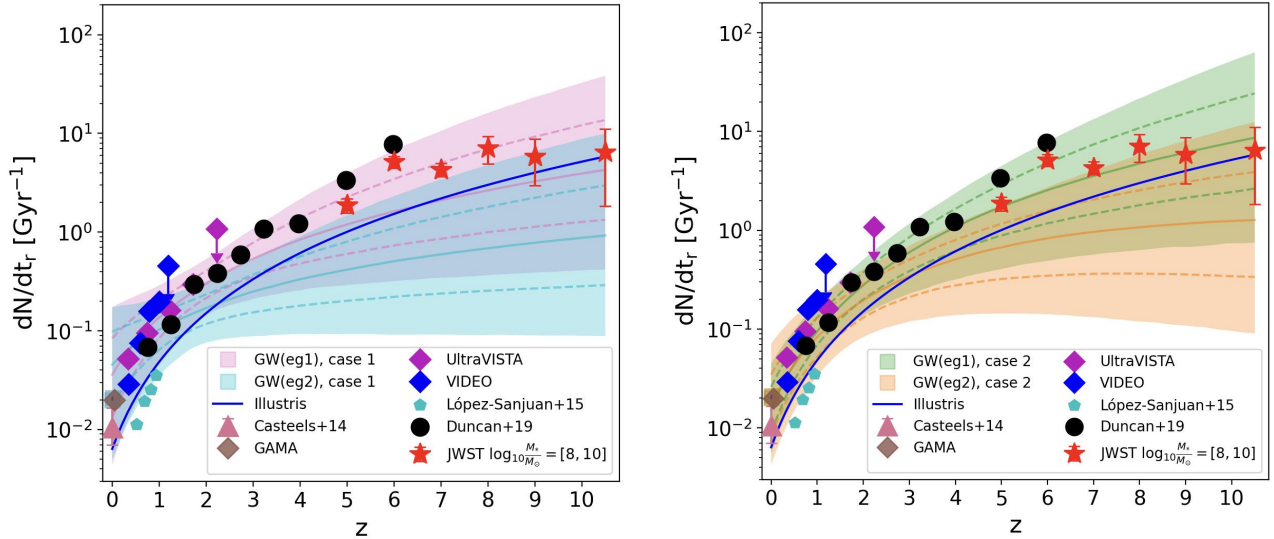 10²
10¹
10⁰
10⁻¹
10⁻²
dN/dtᵣ [Gyr⁻¹]
GW(eg1), case 1
GW(eg2), case 1
Illustris
Casteels+14
GAMA
UltraVISTA
VIDEO
López-Sanjuan+15
Duncan+19
JWST log₁₀ M*/M⊙ = [8, 10]
0 1 2 3 4 5 6 7 8 9 10
z
10²
10¹
10⁰
10⁻¹
10⁻²
dN/dtᵣ [Gyr⁻¹]
GW(eg1), case 2
GW(eg2), case 2
Illustris
Casteels+14
GAMA
UltraVISTA
VIDEO
López-Sanjuan+15
Duncan+19
JWST log₁₀ M*/M⊙ = [8, 10]
0 1 2 3 4 5 6 7 8 9 10
z